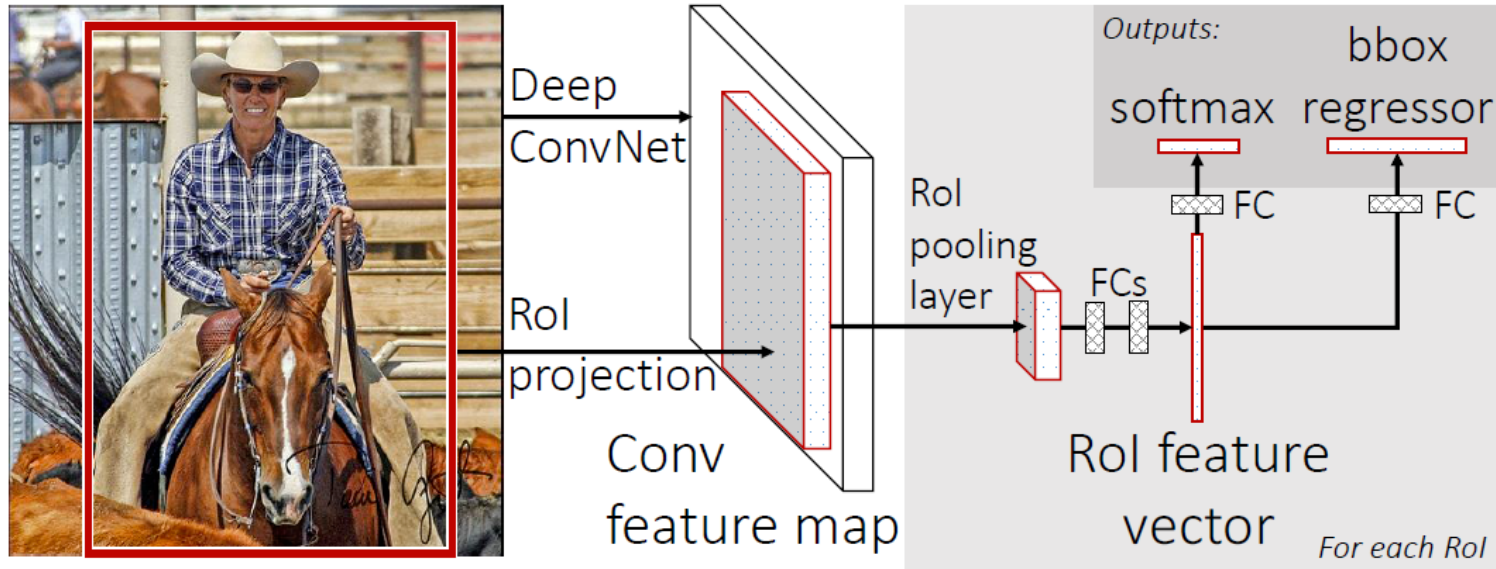 Deep
ConvNet
RoI
projection
Conv
feature map
RoI
pooling
layer
FCs
RoI feature
vector
For each RoI
Outputs:
softmax
bbox
regressor
FC
FC